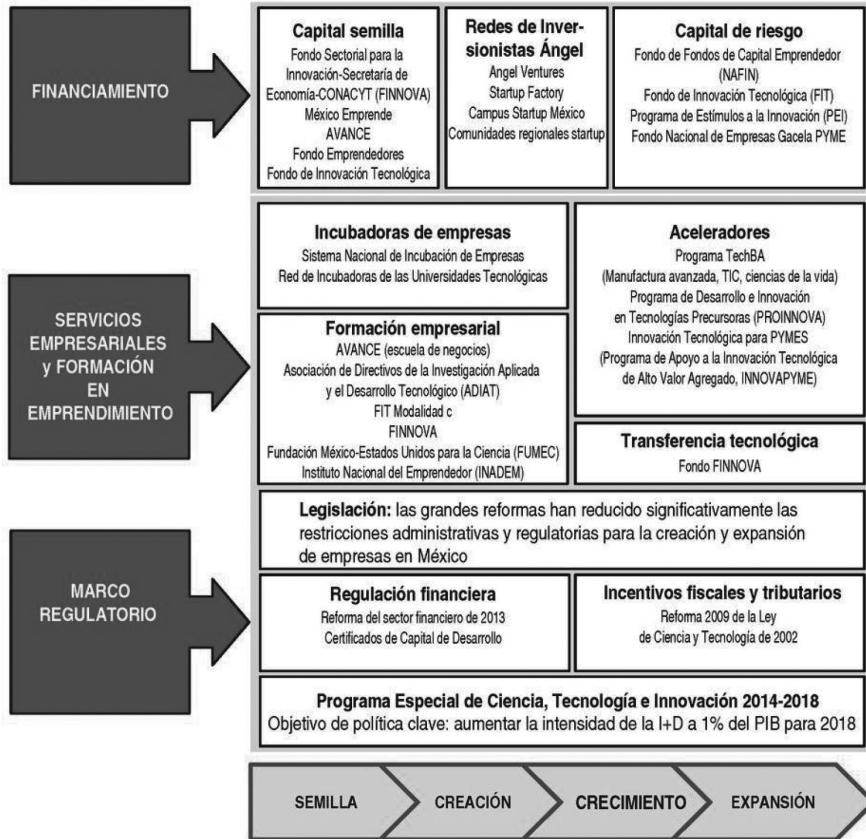 FINANCIAMIENTO
Capital semilla
Fondo Sectorial para la
Innovación-Secretaría de
Economía-CONACYT (FINNOVA)
México Emprende
AVANCE
Fondo Emprendedores
Fondo de Innovación Tecnológica
Redes de Inver-
sionistas Ángel
Angel Ventures
Startup Factory
Campus Startup México
Comunidades regionales startup
Capital de riesgo
Fondo de Fondos de Capital Emprendedor
(NAFIN)
Fondo de Innovación Tecnológica (FIT)
Programa de Estímulos a la Innovación (PEI)
Fondo Nacional de Empresas Gacela PYME
SERVICIOS
EMPRESARIALES
y FORMACIÓN
EN
EMPRENDIMIENTO
Incubadoras de empresas
Sistema Nacional de Incubación de Empresas
Red de Incubadoras de las Universidades Tecnológicas
Formación empresarial
AVANCE (escuela de negocios)
Asociación de Directivos de la Investigación Aplicada
y el Desarrollo Tecnológico (ADIAT)
FIT Modalidad c
FINNOVA
Fundación México-Estados Unidos para la Ciencia (FUMEC)
Instituto Nacional del Emprendedor (INADEM)
Aceleradores
Programa TechBA
(Manufactura avanzada, TIC, ciencias de la vida)
Programa de Desarrollo e Innovación
en Tecnologías Precursoras (PROINNOVA)
Innovación Tecnológica para PYMES
(Programa de Apoyo a la Innovación Tecnológica
de Alto Valor Agregado, INNOVAPYME)
Transferencia tecnológica
Fondo FINNOVA
MARCO
REGULATORIO
Legislación: las grandes reformas han reducido significativamente las
restricciones administrativas y regulatorias para la creación y expansión
de empresas en México
Regulación financiera
Reforma del sector financiero de 2013
Certificados de Capital de Desarrollo
Incentivos fiscales y tributarios
Reforma 2009 de la Ley
de Ciencia y Tecnología de 2002
Programa Especial de Ciencia, Tecnología e Innovación 2014-2018
Objetivo de política clave: aumentar la intensidad de la I+D a 1% del PIB para 2018
SEMILLA
CREACIÓN
CRECIMIENTO
EXPANSIÓN